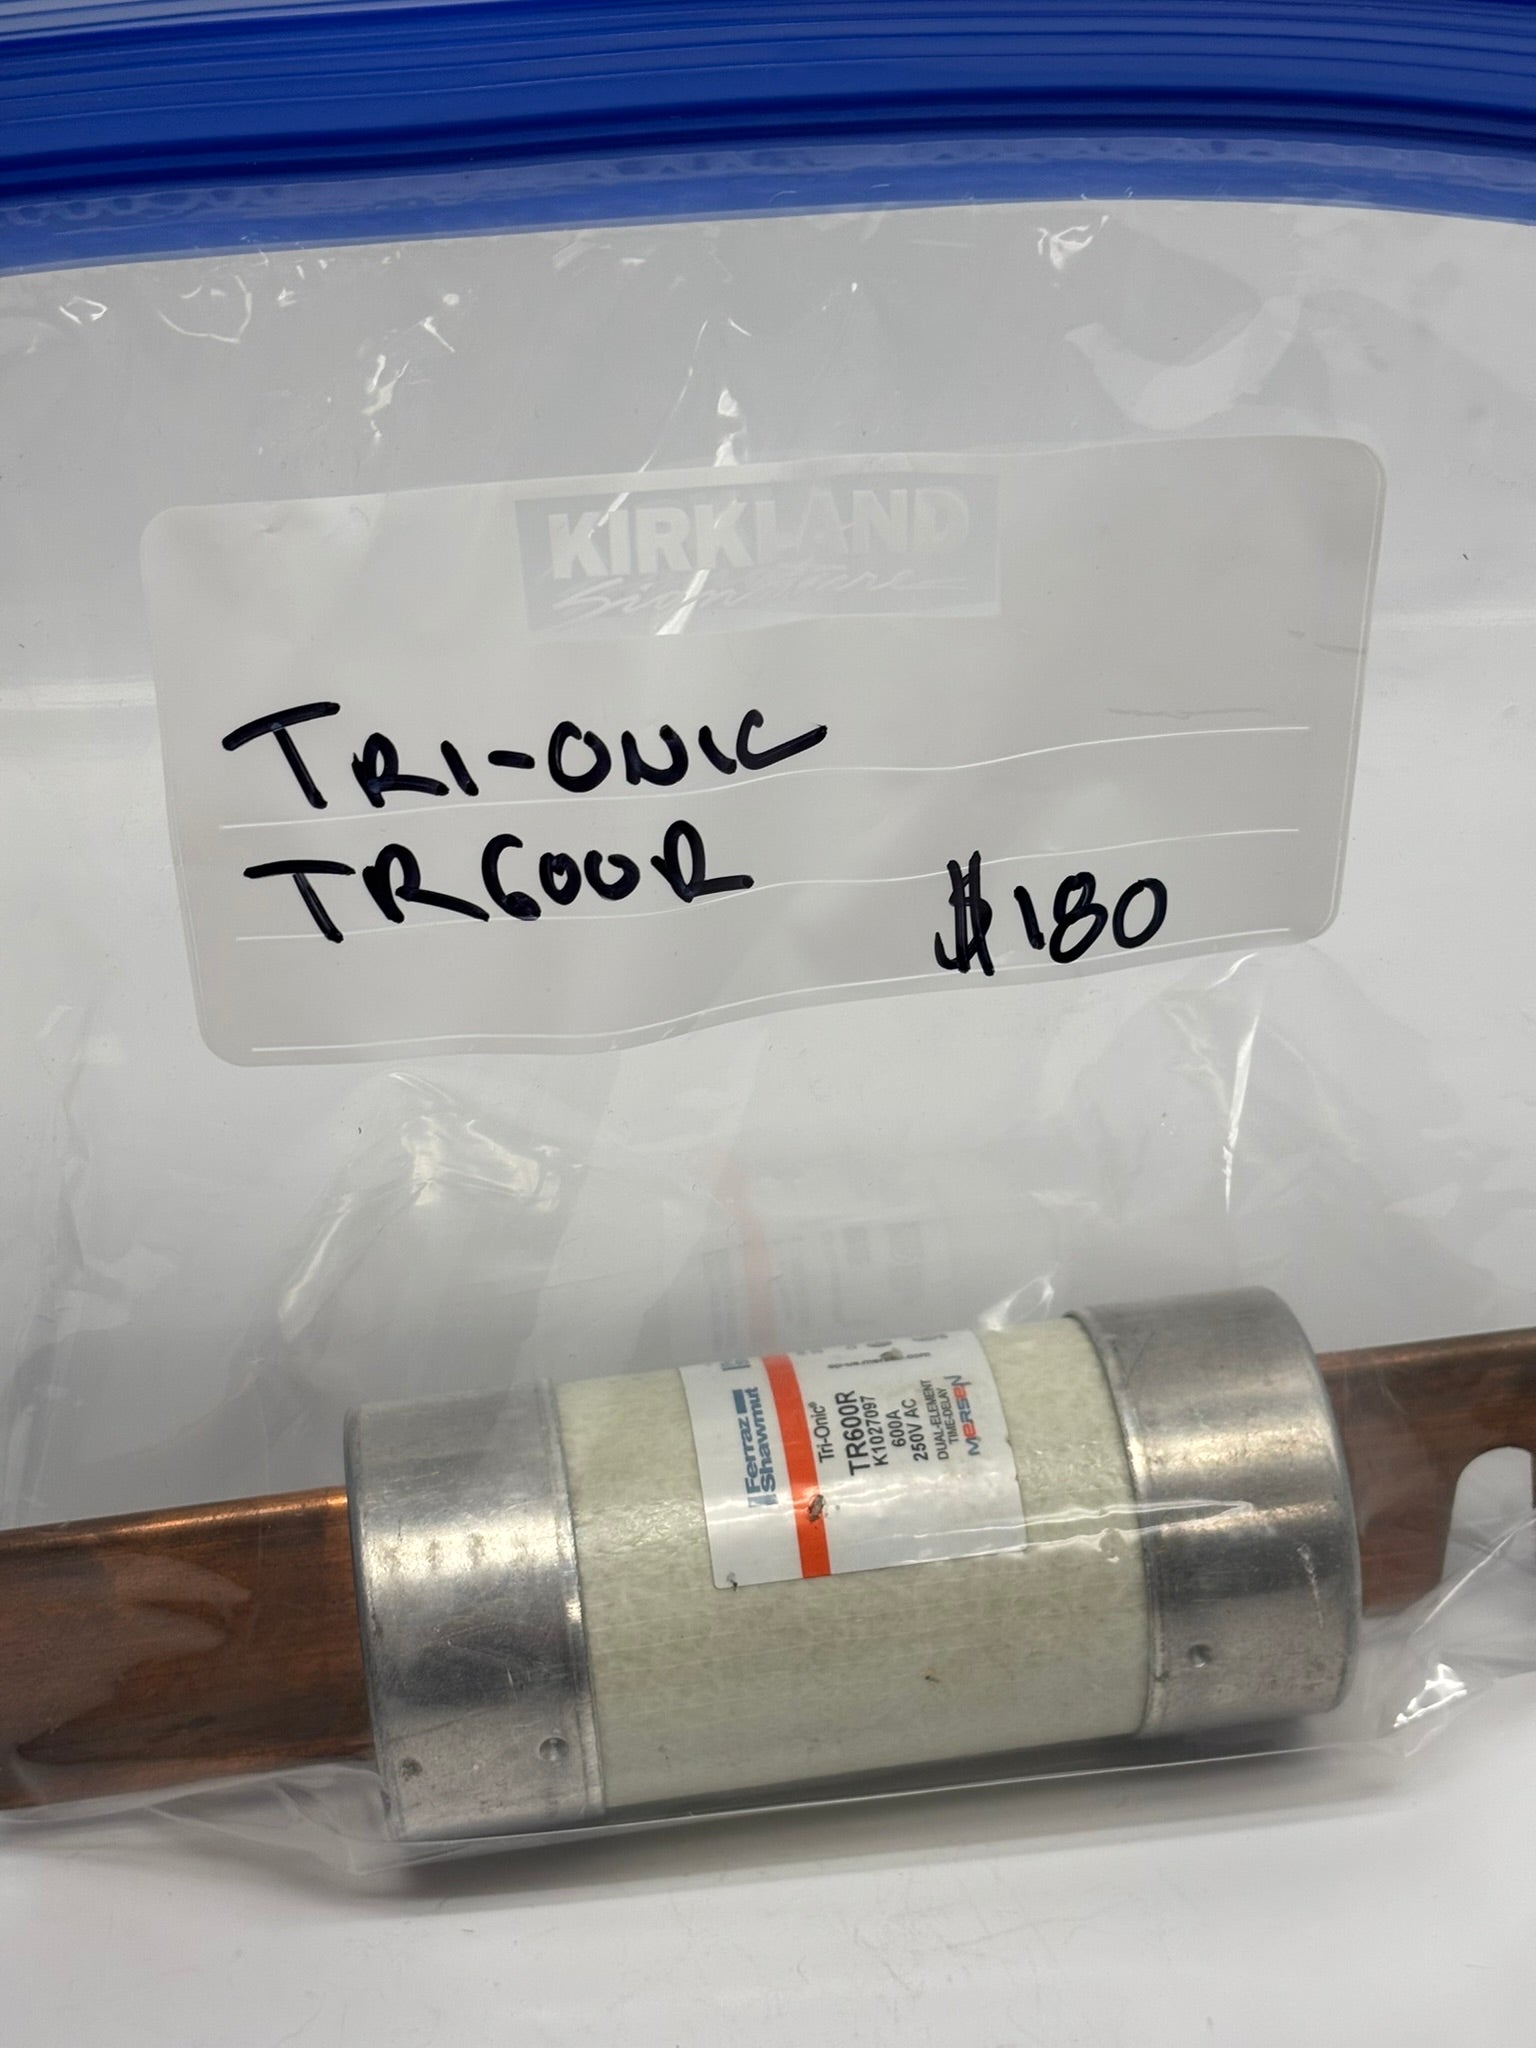 KIRKLAND
Signature
TRI-ONIC
TR600R
$180
Ferraz
Shawmut
Tri-Onic®
TR600R
K1027097
600A
250V AC
DUAL-ELEMENT
TIME-DELAY
MERSEN